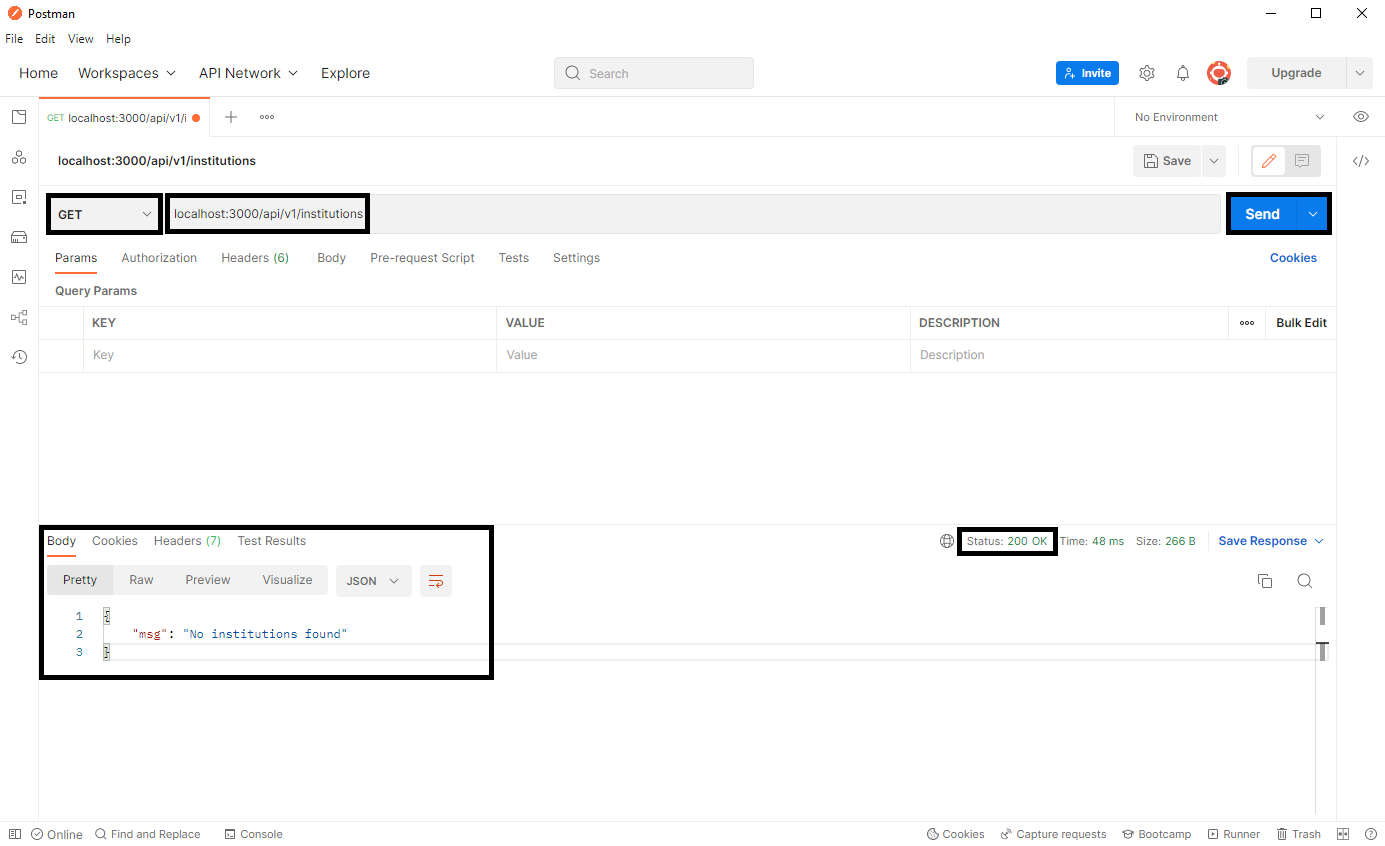 Postman
File Edit View Help
Home Workspaces API Network Explore Search Invite Upgrade
GET localhost:3000/api/v1/i No Environment
localhost:3000/api/v1/institutions Save
GET localhost:3000/api/v1/institutions Send
Params Authorization Headers (6) Body Pre-request Script Tests Settings Cookies
Query Params
KEY VALUE DESCRIPTION Bulk Edit
Key Value Description
Body Cookies Headers (7) Test Results Status: 200 OK Time: 48 ms Size: 266 B Save Response
Pretty Raw Preview Visualize JSON
1 {
2 "msg": "No institutions found"
3 }
Online Find and Replace Console Cookies Capture requests Bootcamp Runner Trash